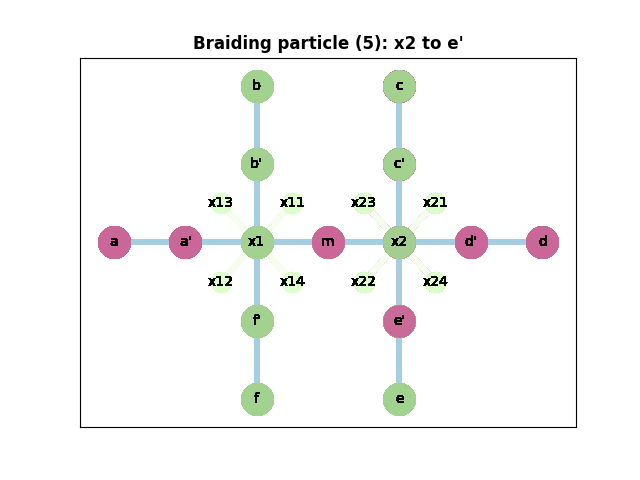 Braiding particle (5): x2 to e'
b c
b' c'
x13 x11 x23 x21
a a' x1 m x2 d' d
x12 x14 x22 x24
f' e'
f e